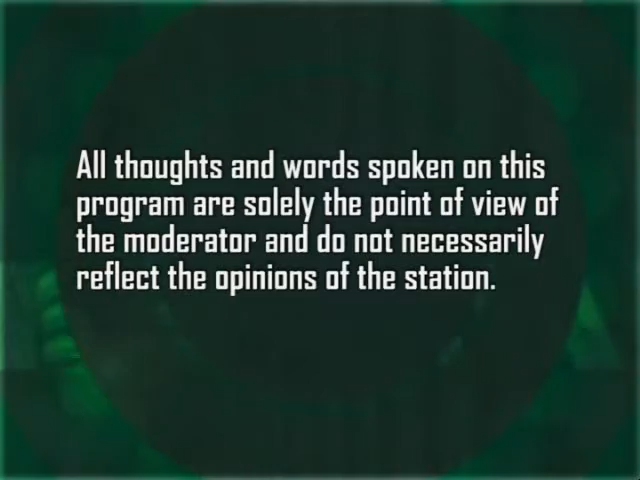 All thoughts and words spoken on this
program are solely the point of view of
the moderator and do not necessarily
reflect the opinions of the station.